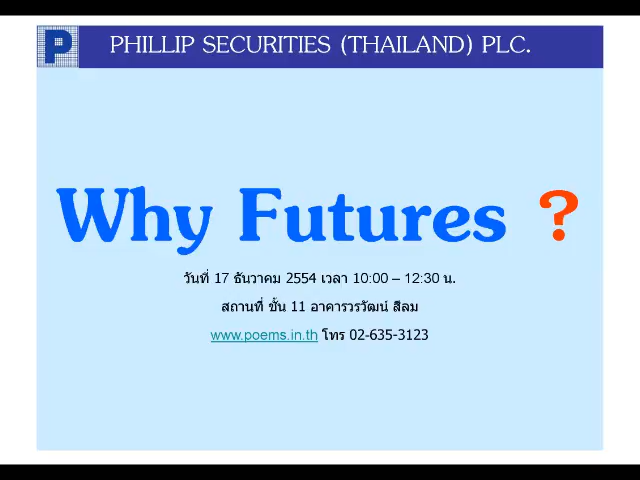 P
PHILLIP SECURITIES (THAILAND) PLC.
Why Futures ?
วันที่ 17 ธันวาคม 2554 เวลา 10:00 – 12:30 น.
สถานที่ ชั้น 11 อาคารวรวัฒน์ สีลม
www.poems.in.th โทร 02-635-3123